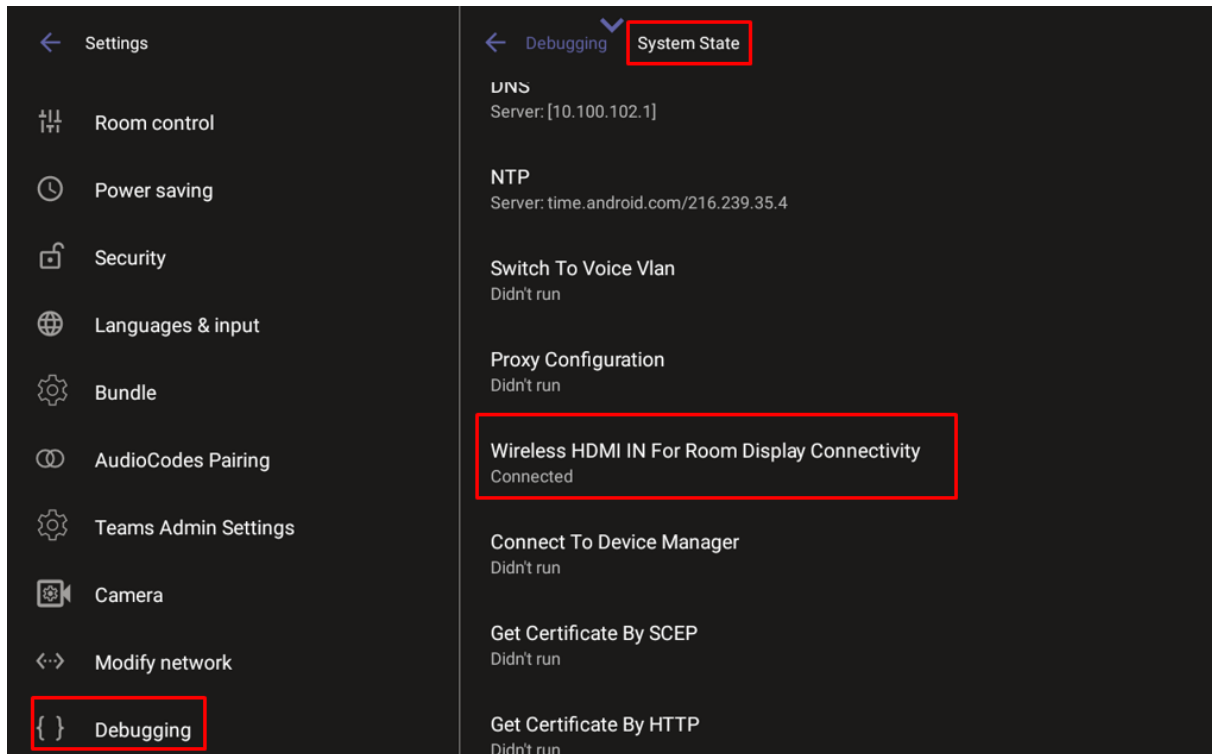 Settings
Room control
Power saving
Security
Languages & input
Bundle
AudioCodes Pairing
Teams Admin Settings
Camera
Modify network
{ } Debugging
Debugging
System State
DNS
Server: [10.100.102.1]
NTP
Server: time.android.com/216.239.35.4
Switch To Voice Vlan
Didn't run
Proxy Configuration
Didn't run
Wireless HDMI IN For Room Display Connectivity
Connected
Connect To Device Manager
Didn't run
Get Certificate By SCEP
Didn't run
Get Certificate By HTTP
Didn't run